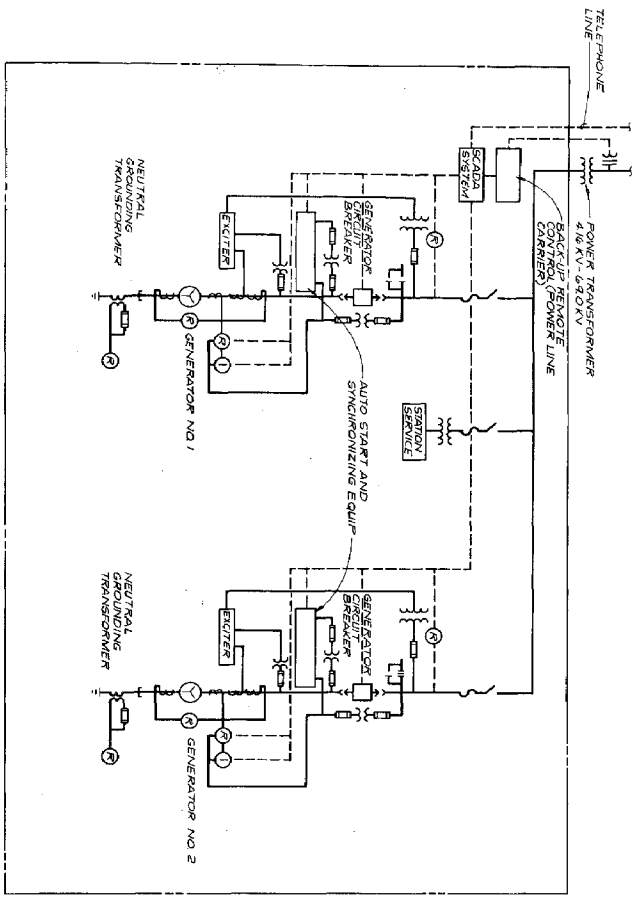 TELEPHONE
LINE
POWER TRANSFORMER
4.16 KV-69.0 KV
BACK-UP REMOTE
CONTROL (POWER LINE
CARRIER)
SCADA
SYSTEM
GENERATOR
CIRCUIT
BREAKER
R
EXCITER
NEUTRAL
GROUNDING
TRANSFORMER
R
R
R
I
GENERATOR NO. 1
AUTO START AND
SYNCHRONIZING EQUIP
STATION
SERVICE
GENERATOR
CIRCUIT
BREAKER
R
EXCITER
NEUTRAL
GROUNDING
TRANSFORMER
R
R
R
I
GENERATOR NO. 2